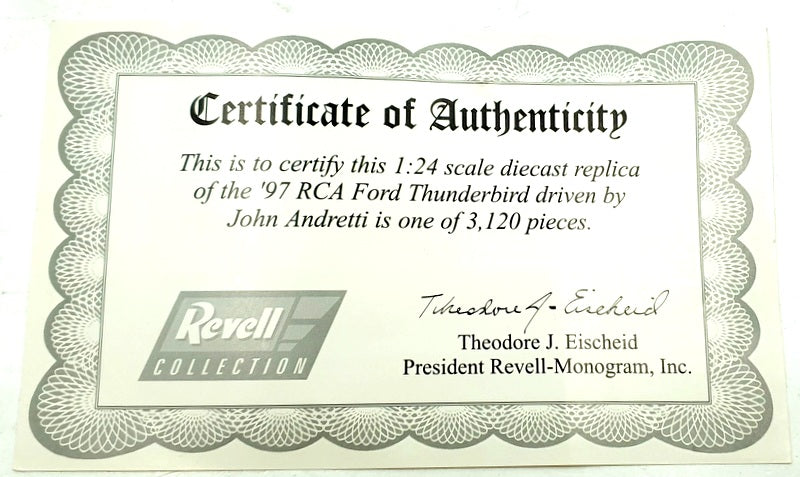 Certificate of Authenticity
This is to certify this 1:24 scale diecast replica
of the '97 RCA Ford Thunderbird driven by
John Andretti is one of 3,120 pieces.
Revell
COLLECTION
Theodore J. Eischeid
Theodore J. Eischeid
President Revell-Monogram, Inc.